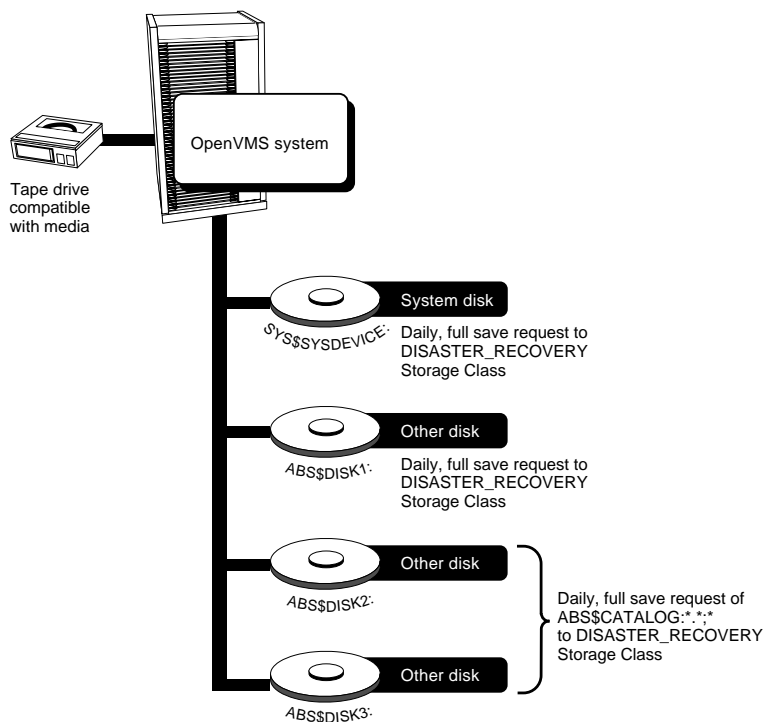 OpenVMS system
Tape drive
compatible
with media
System disk
SYS$SYSDEVICE:
Daily, full save request to
DISASTER_RECOVERY
Storage Class
Other disk
ABS$DISK1:
Daily, full save request to
DISASTER_RECOVERY
Storage Class
Other disk
ABS$DISK2:
Other disk
ABS$DISK3:
Daily, full save request of
ABS$CATALOG:*.*;*
to DISASTER_RECOVERY
Storage Class